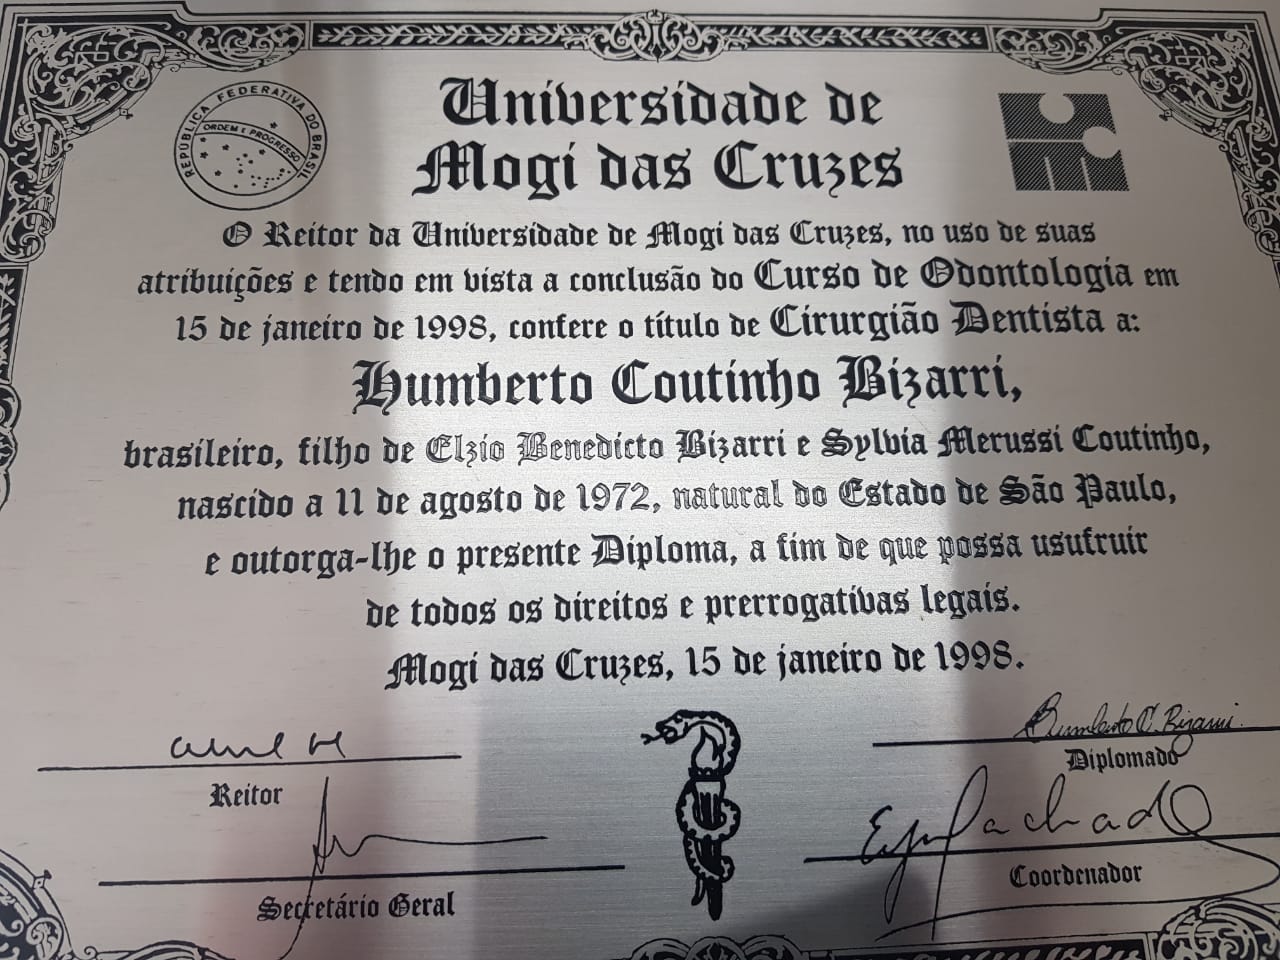 REPÚBLICA FEDERATIVA DO BRASIL
ORDEM E PROGRESSO
Universidade de
Mogi das Cruzes
O Reitor da Universidade de Mogi das Cruzes, no uso de suas
atribuições e tendo em vista a conclusão do Curso de Odontologia em
15 de janeiro de 1998, confere o título de Cirurgião Dentista a:
Humberto Coutinho Bizarri,
brasileiro, filho de Elzio Benedicto Bizarri e Sylvia Merussi Coutinho,
nascido a 11 de agosto de 1972, natural do Estado de São Paulo,
e outorga-lhe o presente Diploma, a fim de que possa usufruir
de todos os direitos e prerrogativas legais.
Mogi das Cruzes, 15 de janeiro de 1998.
Humberto C. Bizarri
Reitor
Diplomado
Machado
Secretário Geral
Coordenador